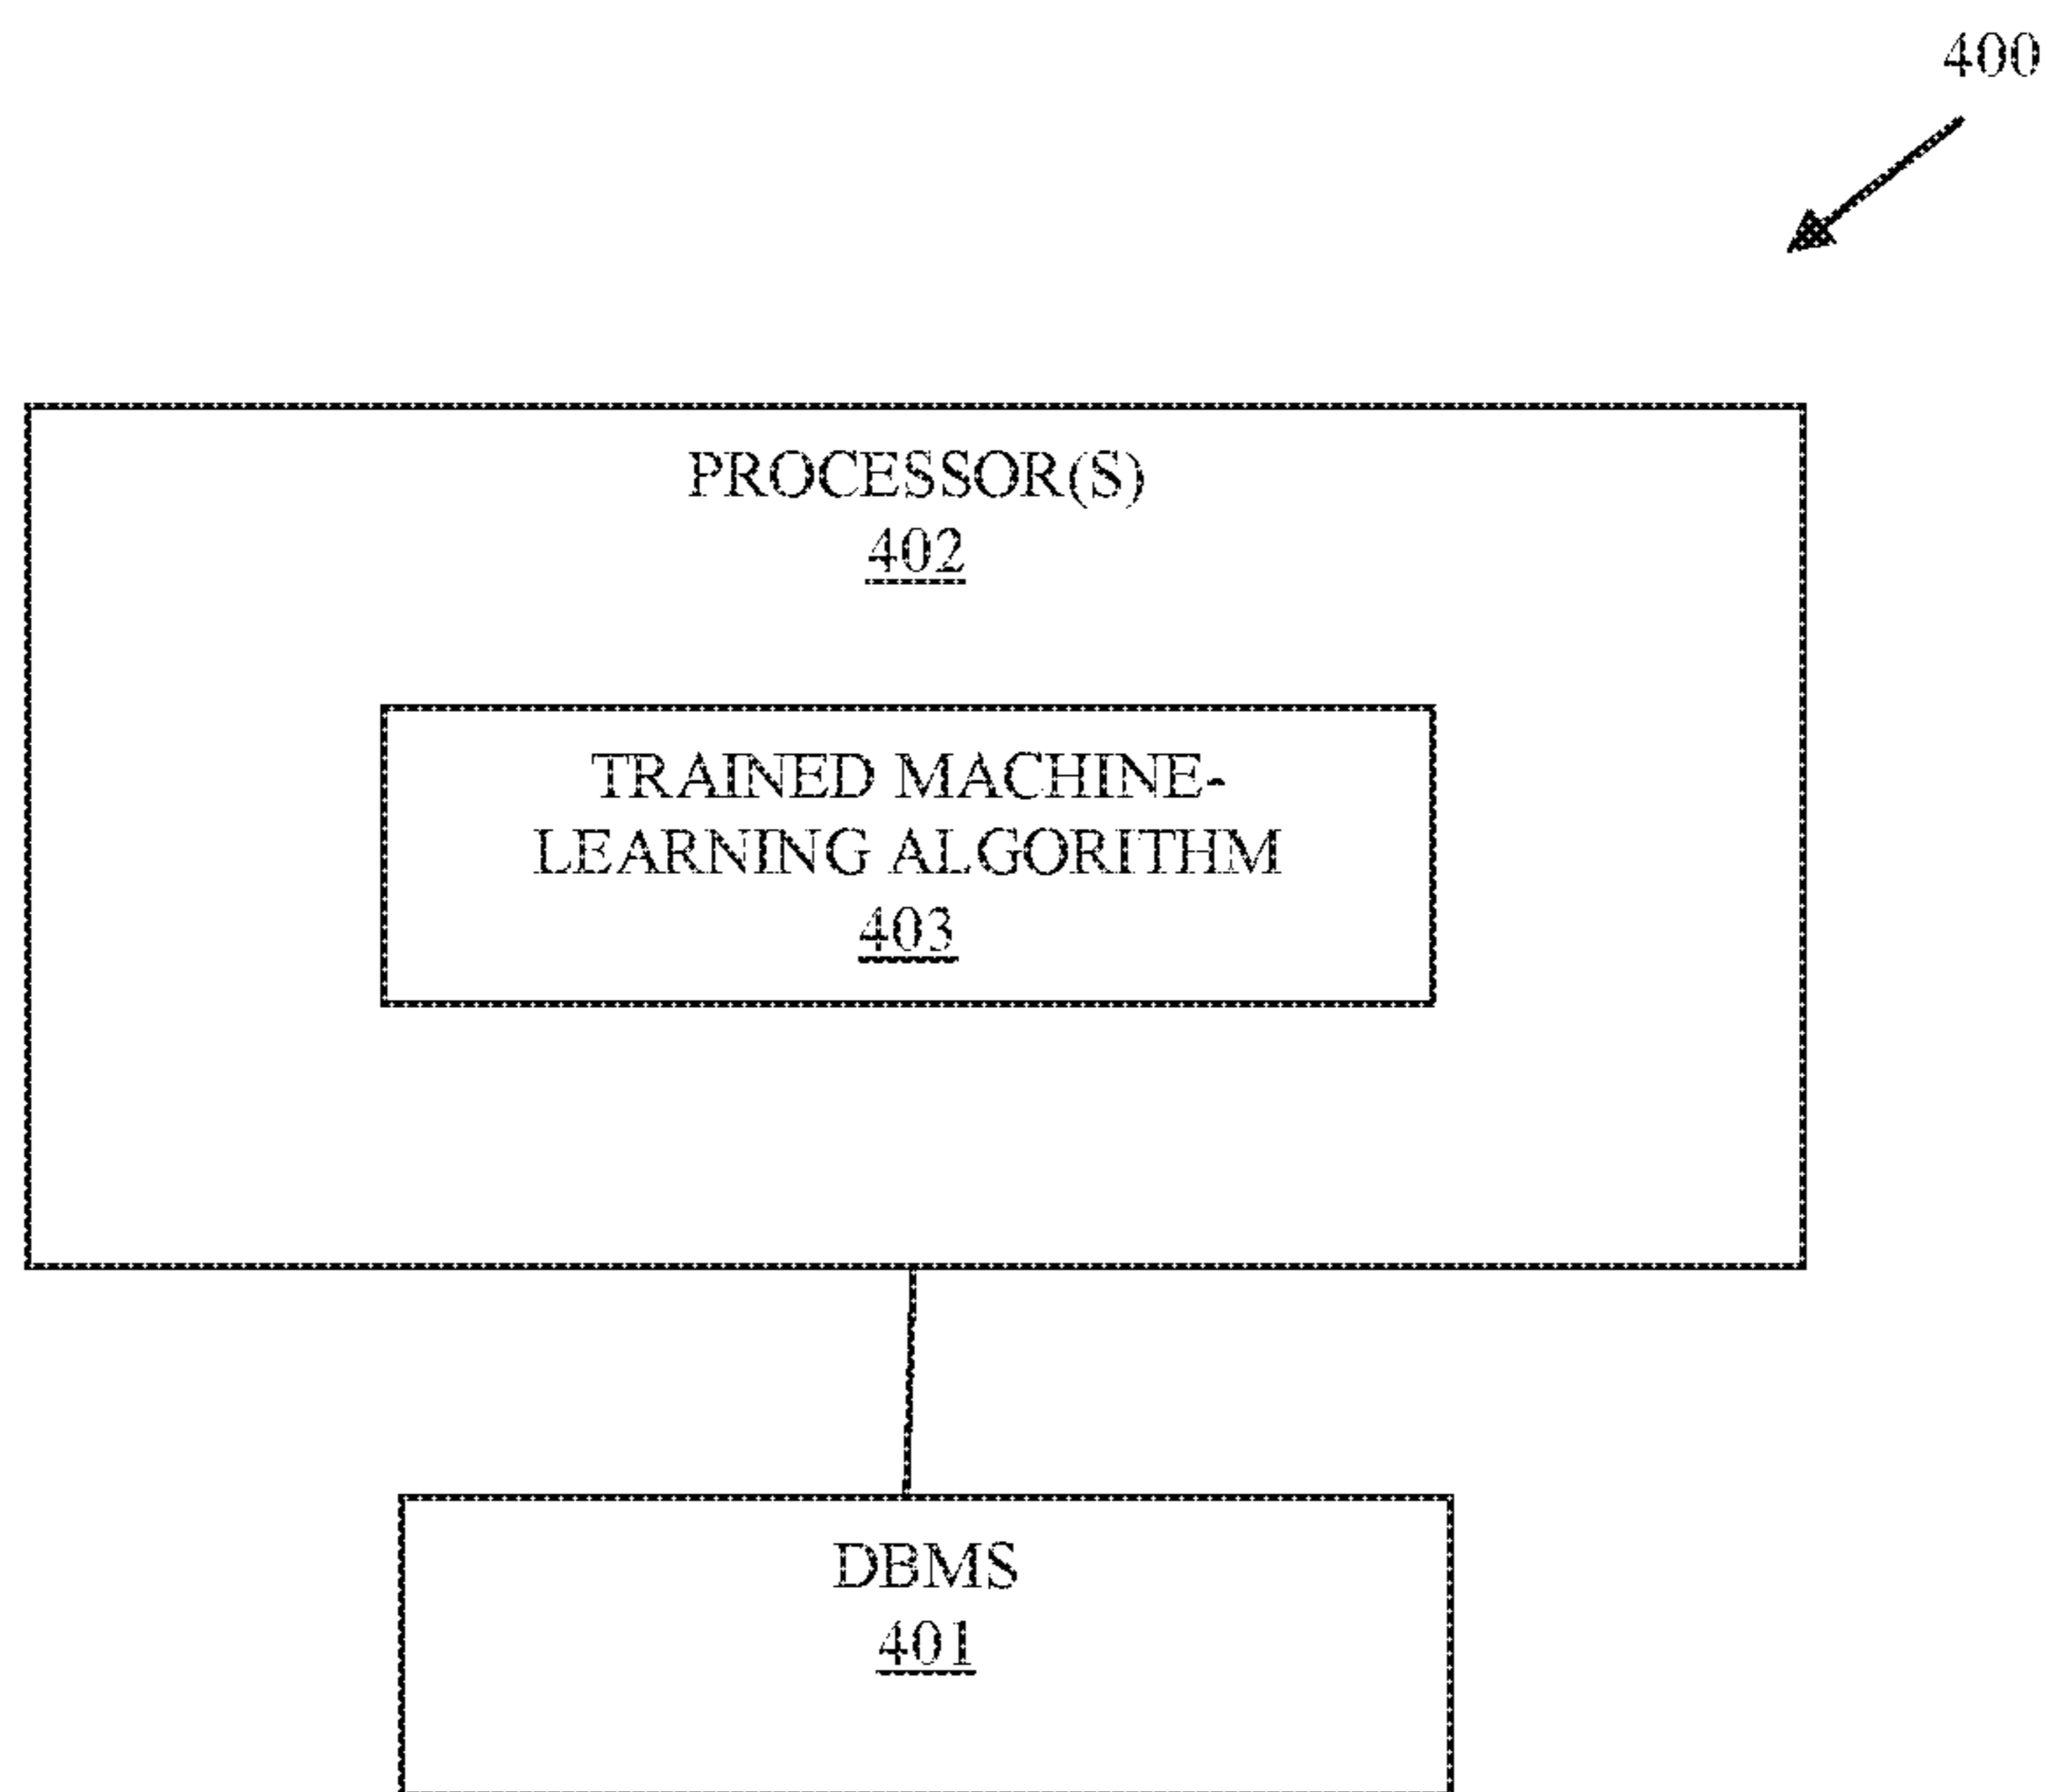 400
PROCESSOR(S)
402
TRAINED MACHINE-
LEARNING ALGORITHM
403
DBMS
401